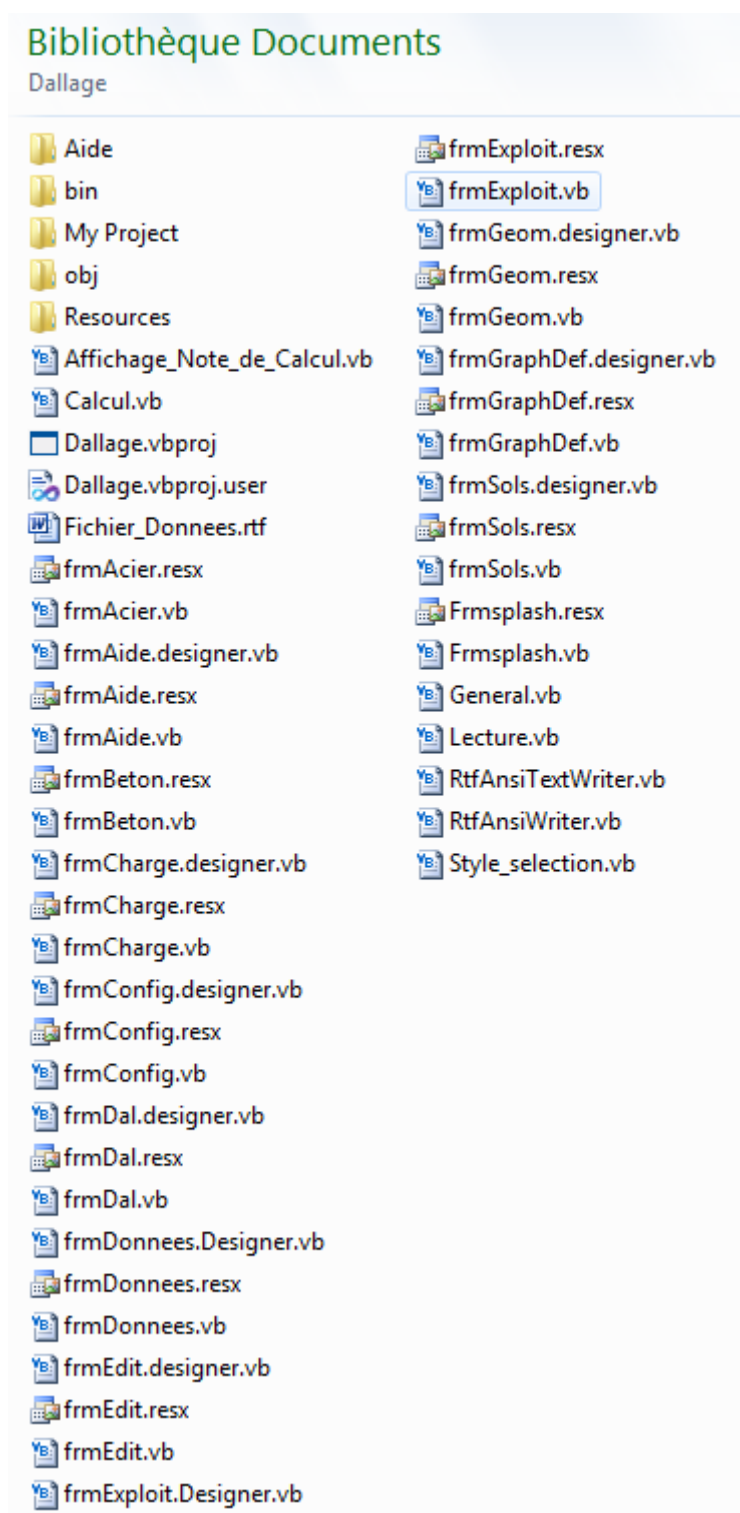 Bibliothèque Documents
Dallage
Aide
bin
My Project
obj
Resources
Affichage_Note_de_Calcul.vb
Calcul.vb
Dallage.vbproj
Dallage.vbproj.user
Fichier_Donnees.rtf
frmAcier.resx
frmAcier.vb
frmAide.designer.vb
frmAide.resx
frmAide.vb
frmBeton.resx
frmBeton.vb
frmCharge.designer.vb
frmCharge.resx
frmCharge.vb
frmConfig.designer.vb
frmConfig.resx
frmConfig.vb
frmDal.designer.vb
frmDal.resx
frmDal.vb
frmDonnees.Designer.vb
frmDonnees.resx
frmDonnees.vb
frmEdit.designer.vb
frmEdit.resx
frmEdit.vb
frmExploit.Designer.vb
frmExploit.resx
frmExploit.vb
frmGeom.designer.vb
frmGeom.resx
frmGeom.vb
frmGraphDef.designer.vb
frmGraphDef.resx
frmGraphDef.vb
frmSols.designer.vb
frmSols.resx
frmSols.vb
Frmsplash.resx
Frmsplash.vb
General.vb
Lecture.vb
RtfAnsiTextWriter.vb
RtfAnsiWriter.vb
Style_selection.vb